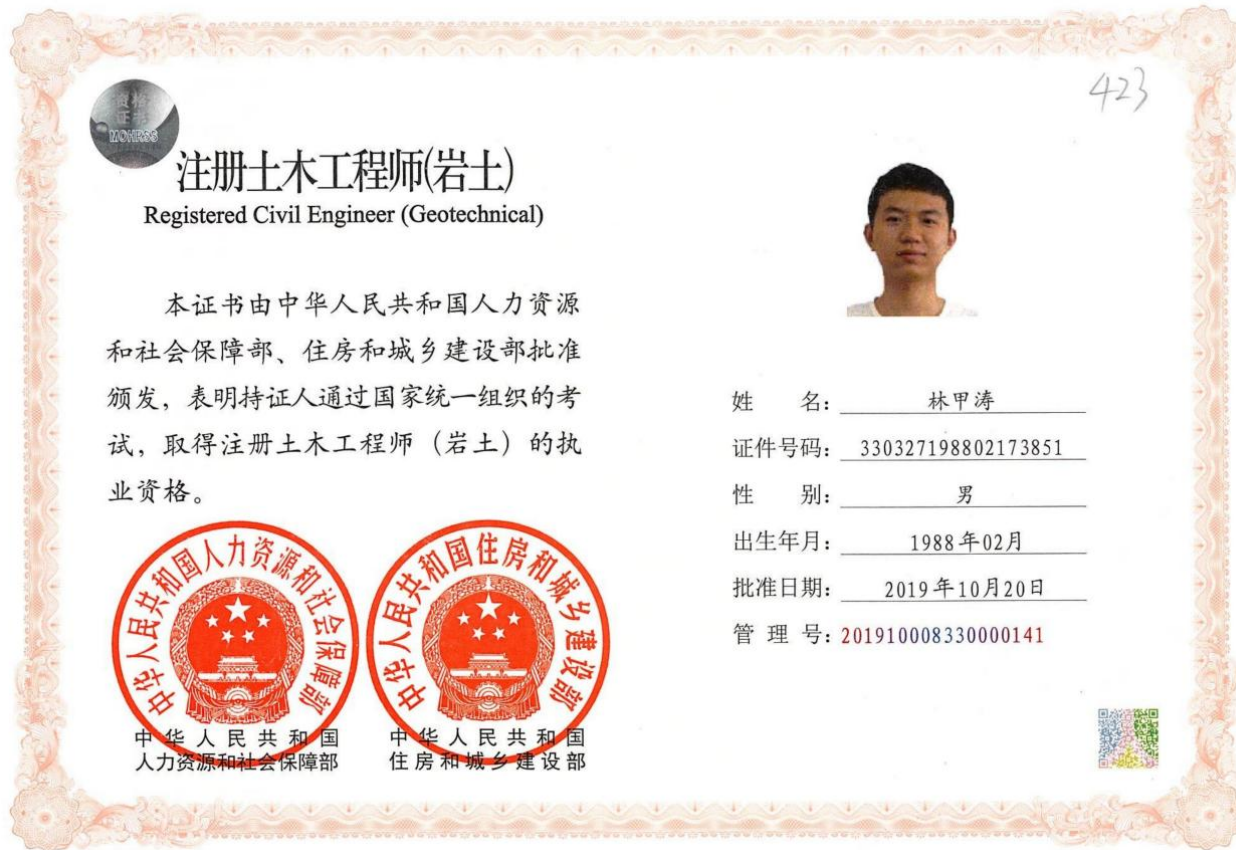 423
资格
证书
MOHRSS
注册土木工程师(岩土)
Registered Civil Engineer (Geotechnical)
本证书由中华人民共和国人力资源
和社会保障部、住房和城乡建设部批准
颁发，表明持证人通过国家统一组织的考
试，取得注册土木工程师（岩土）的执
业资格。
中华人民共和国人力资源和社会保障部
中华人民共和国住房和城乡建设部
中华人民共和国
人力资源和社会保障部
中华人民共和国
住房和城乡建设部
姓 名: 林甲涛
证件号码: 330327198802173851
性 别: 男
出生年月: 1988年02月
批准日期: 2019年10月20日
管 理 号: 201910008330000141